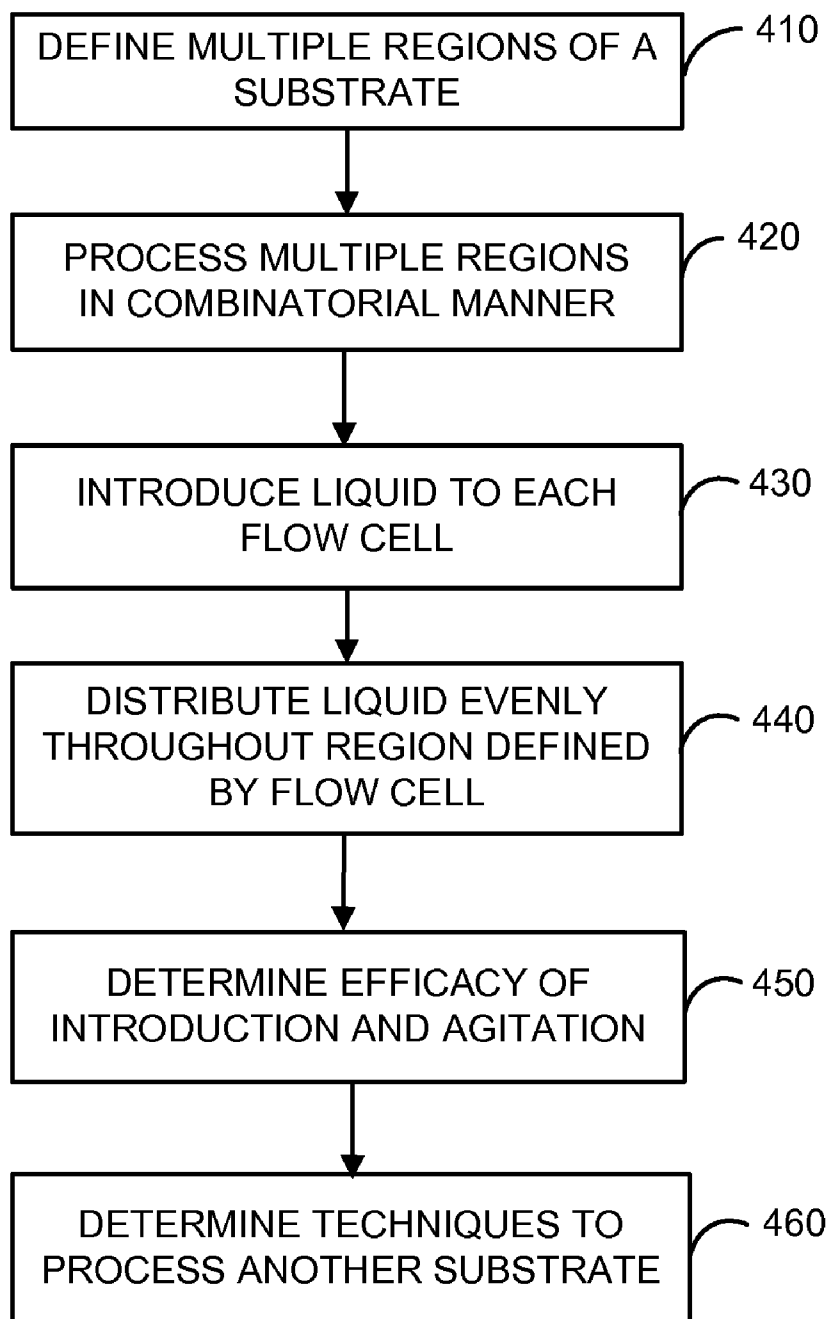 DEFINE MULTIPLE REGIONS OF A
SUBSTRATE
410
PROCESS MULTIPLE REGIONS
IN COMBINATORIAL MANNER
420
INTRODUCE LIQUID TO EACH
FLOW CELL
430
DISTRIBUTE LIQUID EVENLY
THROUGHOUT REGION DEFINED
BY FLOW CELL
440
DETERMINE EFFICACY OF
INTRODUCTION AND AGITATION
450
DETERMINE TECHNIQUES TO
PROCESS ANOTHER SUBSTRATE
460